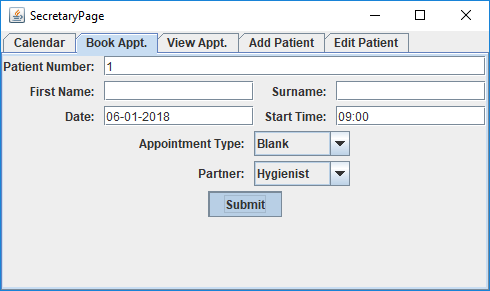 SecretaryPage
Calendar Book Appt. View Appt. Add Patient Edit Patient
Patient Number: 1
First Name: Surname:
Date: 06-01-2018 Start Time: 09:00
Appointment Type: Blank
Partner: Hygienist
Submit